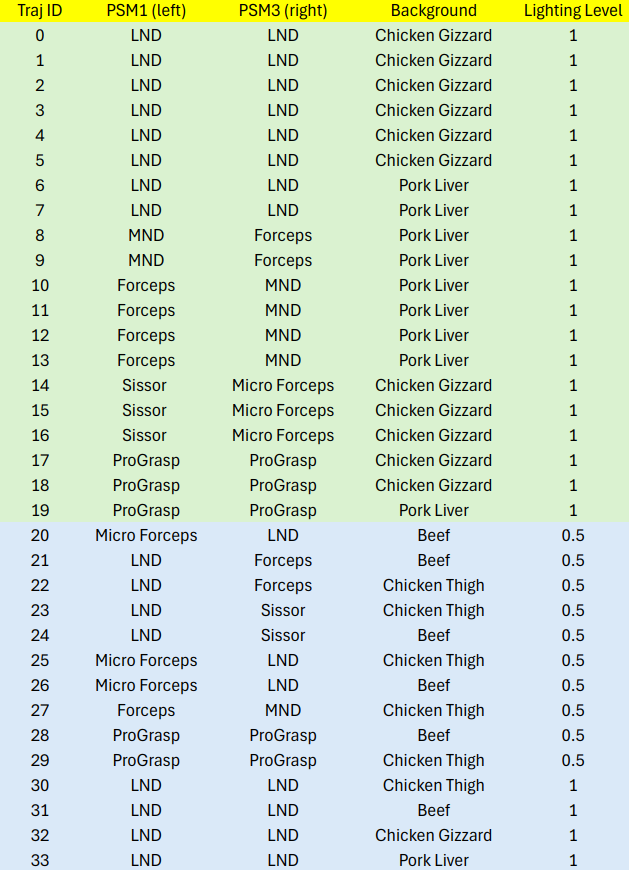 Traj ID PSM1 (left) PSM3 (right) Background Lighting Level
0 LND LND Chicken Gizzard 1
1 LND LND Chicken Gizzard 1
2 LND LND Chicken Gizzard 1
3 LND LND Chicken Gizzard 1
4 LND LND Chicken Gizzard 1
5 LND LND Chicken Gizzard 1
6 LND LND Pork Liver 1
7 LND LND Pork Liver 1
8 MND Forceps Pork Liver 1
9 MND Forceps Pork Liver 1
10 Forceps MND Pork Liver 1
11 Forceps MND Pork Liver 1
12 Forceps MND Pork Liver 1
13 Forceps MND Pork Liver 1
14 Sissor Micro Forceps Chicken Gizzard 1
15 Sissor Micro Forceps Chicken Gizzard 1
16 Sissor Micro Forceps Chicken Gizzard 1
17 ProGrasp ProGrasp Chicken Gizzard 1
18 ProGrasp ProGrasp Chicken Gizzard 1
19 ProGrasp ProGrasp Pork Liver 1
20 Micro Forceps LND Beef 0.5
21 LND Forceps Beef 0.5
22 LND Forceps Chicken Thigh 0.5
23 LND Sissor Chicken Thigh 0.5
24 LND Sissor Beef 0.5
25 Micro Forceps LND Chicken Thigh 0.5
26 Micro Forceps LND Beef 0.5
27 Forceps MND Chicken Thigh 0.5
28 ProGrasp ProGrasp Beef 0.5
29 ProGrasp ProGrasp Chicken Thigh 0.5
30 LND LND Chicken Thigh 1
31 LND LND Beef 1
32 LND LND Chicken Gizzard 1
33 LND LND Pork Liver 1